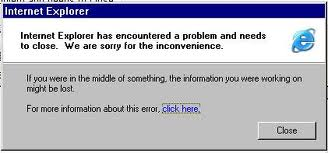 Internet Explorer
Internet Explorer has encountered a problem and needs
to close.  We are sorry for the inconvenience.
If you were in the middle of something, the information you were working on
might be lost.
For more information about this error, click here.
Close